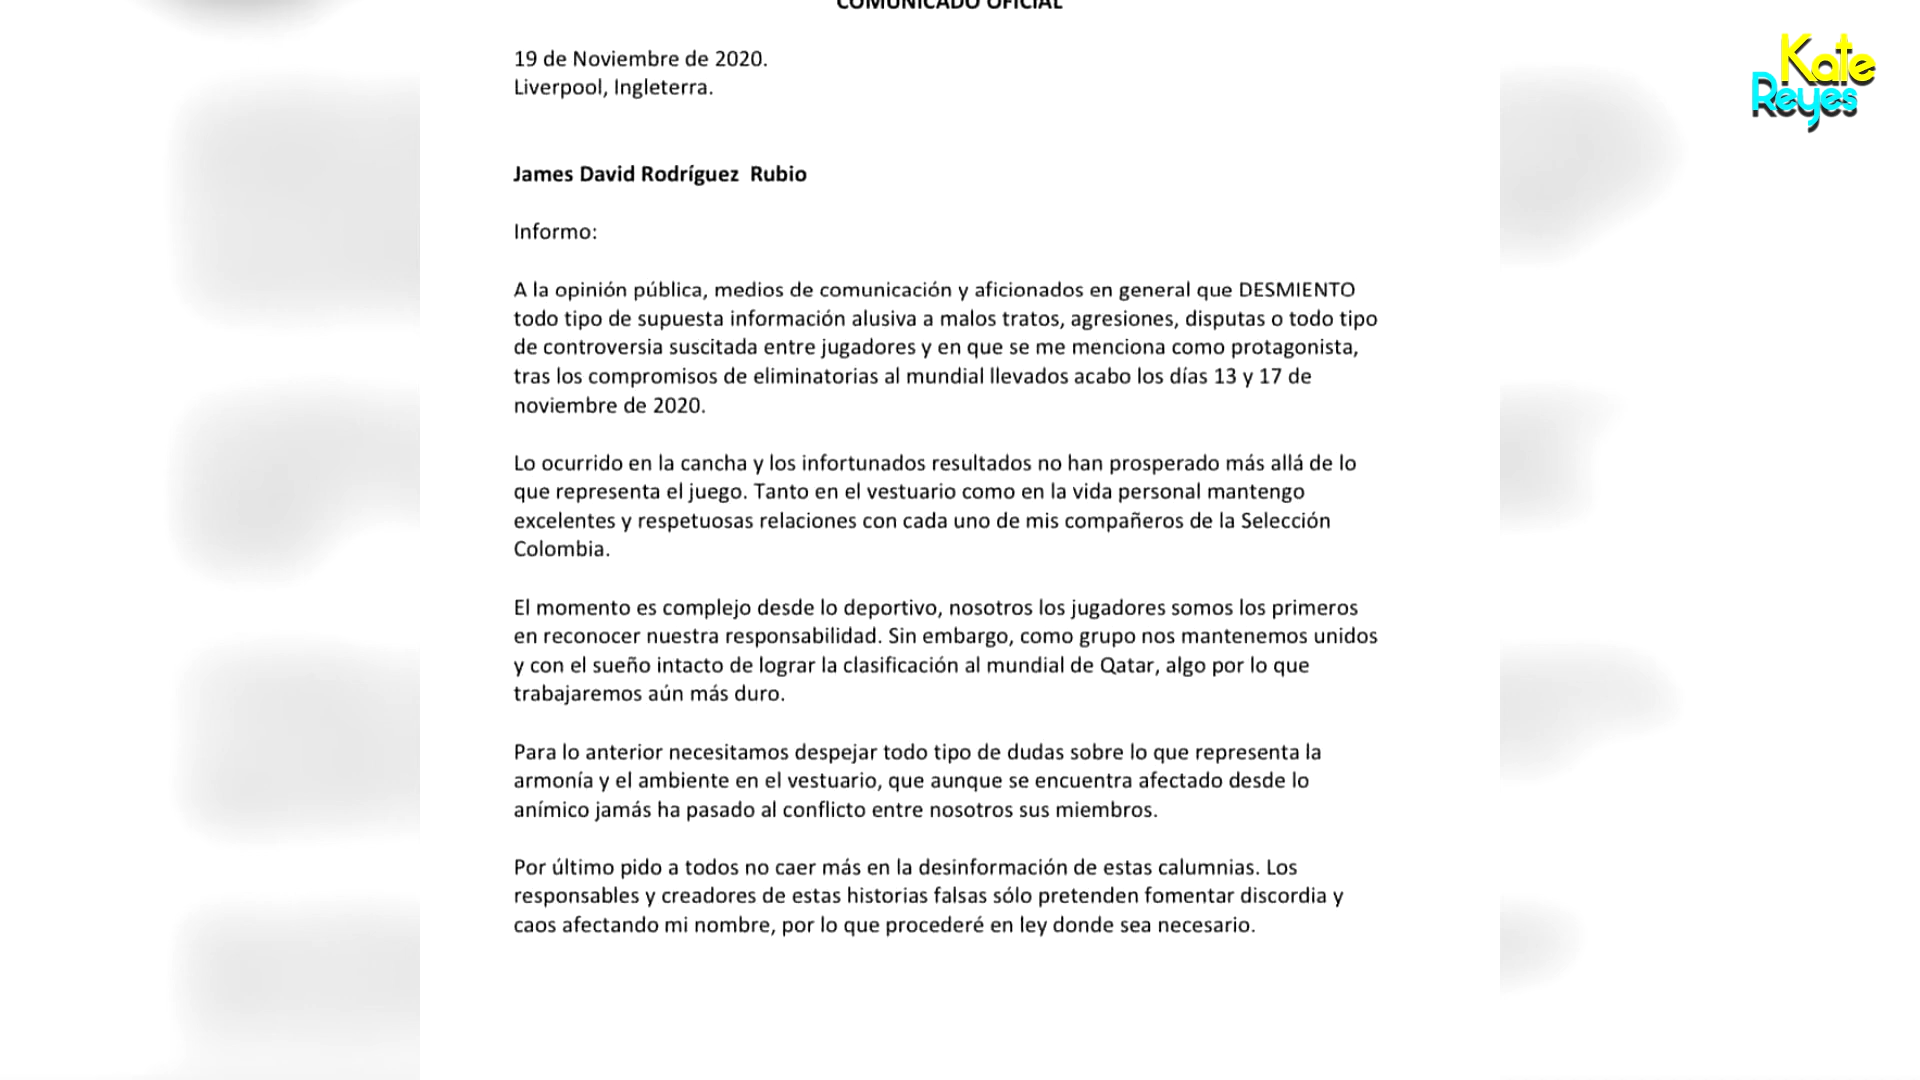 COMUNICADO OFICIAL
19 de Noviembre de 2020.
Liverpool, Ingleterra.
James David Rodríguez Rubio
Informo:
A la opinión pública, medios de comunicación y aficionados en general que DESMIENTO
todo tipo de supuesta información alusiva a malos tratos, agresiones, disputas o todo tipo
de controversia suscitada entre jugadores y en que se me menciona como protagonista,
tras los compromisos de eliminatorias al mundial llevados acabo los días 13 y 17 de
noviembre de 2020.
Lo ocurrido en la cancha y los infortunados resultados no han prosperado más allá de lo
que representa el juego. Tanto en el vestuario como en la vida personal mantengo
excelentes y respetuosas relaciones con cada uno de mis compañeros de la Selección
Colombia.
El momento es complejo desde lo deportivo, nosotros los jugadores somos los primeros
en reconocer nuestra responsabilidad. Sin embargo, como grupo nos mantenemos unidos
y con el sueño intacto de lograr la clasificación al mundial de Qatar, algo por lo que
trabajaremos aún más duro.
Para lo anterior necesitamos despejar todo tipo de dudas sobre lo que representa la
armonía y el ambiente en el vestuario, que aunque se encuentra afectado desde lo
anímico jamás ha pasado al conflicto entre nosotros sus miembros.
Por último pido a todos no caer más en la desinformación de estas calumnias. Los
responsables y creadores de estas historias falsas sólo pretenden fomentar discordia y
caos afectando mi nombre, por lo que procederé en ley donde sea necesario.
Kate
Reyes